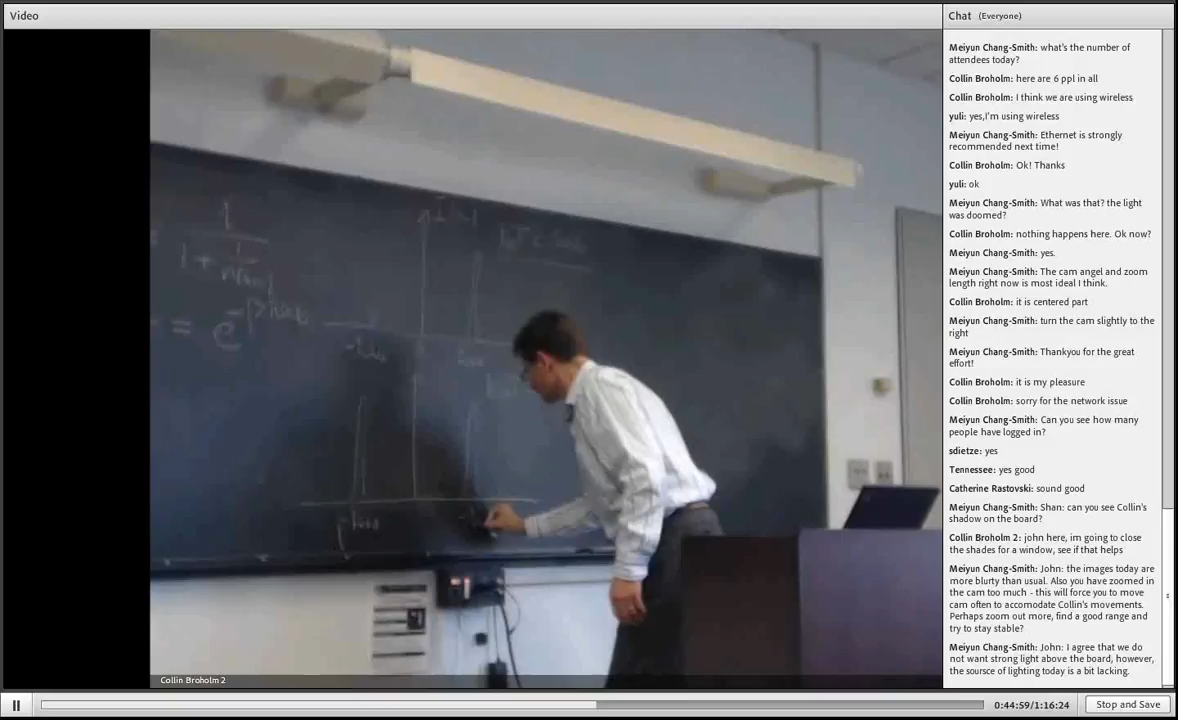 Video
Chat (Everyone)
Meiyun Chang-Smith: what's the number of
attendees today?
Collin Broholm: here are 6 ppl in all
Collin Broholm: I think we are using wireless
yuli: yes,I'm using wireless
Meiyun Chang-Smith: Ethernet is strongly
recommended next time!
Collin Broholm: Ok! Thanks
yuli: ok
Meiyun Chang-Smith: What was that? the light
was doomed?
Collin Broholm: nothing happens here. Ok now?
Meiyun Chang-Smith: yes.
Meiyun Chang-Smith: The cam angel and zoom
length right now is most ideal I think.
Collin Broholm: it is centered part
Meiyun Chang-Smith: turn the cam slightly to the
right
Meiyun Chang-Smith: Thankyou for the great
effort!
Collin Broholm: it is my pleasure
Collin Broholm: sorry for the network issue
Meiyun Chang-Smith: Can you see how many
people have logged in?
sdietze: yes
Tennessee: yes good
Catherine Rastovski: sound good
Meiyun Chang-Smith: Shan: can you see Collin's
shadow on the board?
Collin Broholm 2: john here, im going to close
the shades for a window, see if that helps
Meiyun Chang-Smith: John: the images today are
more blurty than usual. Also you have zoomed in
the cam too much - this will force you to move
cam often to accomodate Collin's movements.
Perhaps zoom out more, find a good range and
try to stay stable?
Meiyun Chang-Smith: John: I agree that we do
not want strong light above the board, however,
the soursce of lighting today is a bit lacking.
1
1 +
= e
Collin Broholm 2
0:44:59/1:16:24
Stop and Save